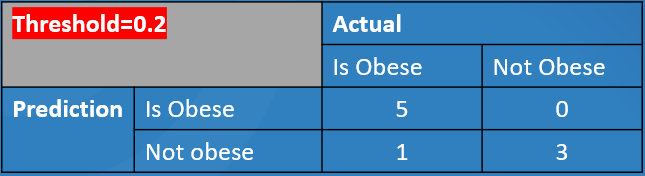 Threshold=0.2 Actual
Is Obese Not Obese
Prediction Is Obese 5 0
Not obese 1 3